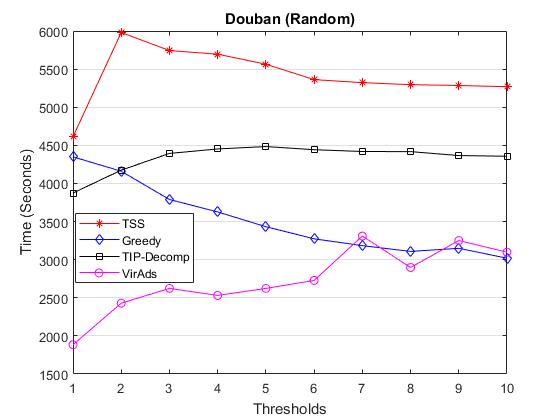 Douban (Random)
6000
5500
5000
4500
4000
3500
3000
2500
2000
1500
Time (Seconds)
TSS
Greedy
TIP-Decomp
VirAds
1 2 3 4 5 6 7 8 9 10
Thresholds